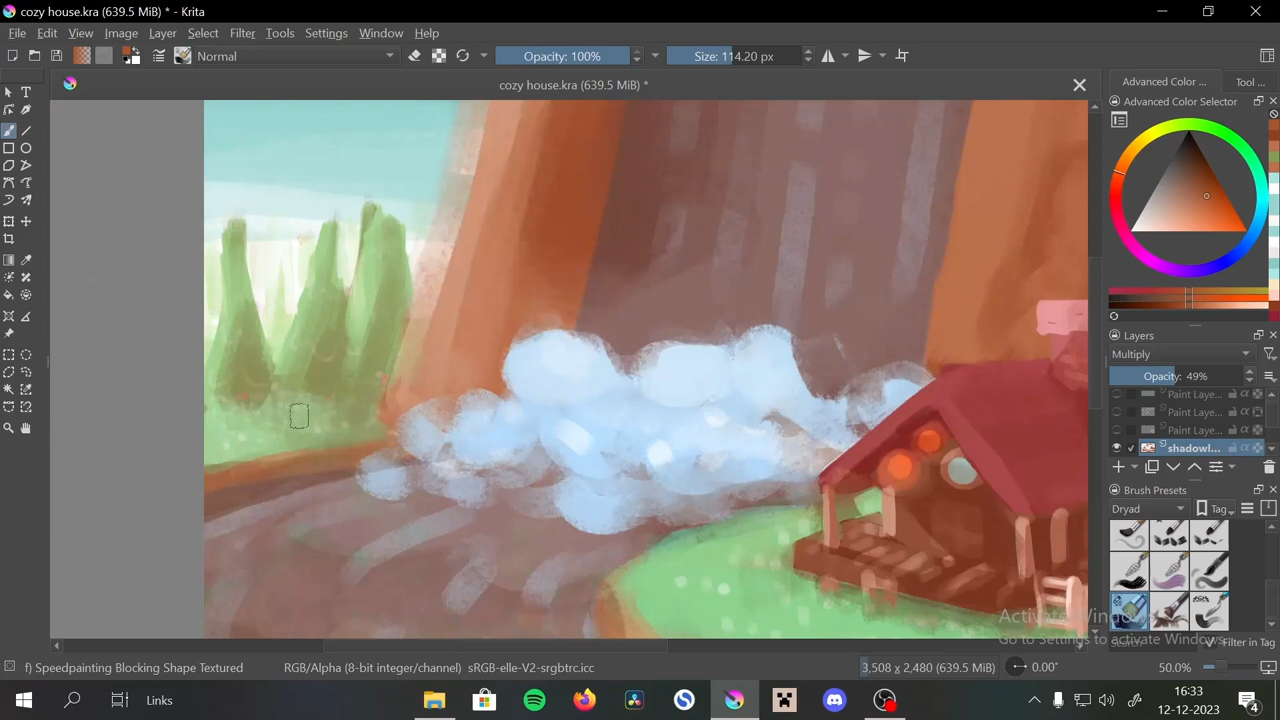 cozy house.kra (639.5 MiB) * - Krita
File Edit View Image Layer Select Filter Tools Settings Window Help
Normal Opacity: 100% Size: 114.20 px
cozy house.kra (639.5 MiB) *
Advanced Color ... Tool ...
Advanced Color Selector
Layers
Multiply
Opacity: 49%
Paint Laye...
Paint Laye...
Paint Laye...
shadowl...
Brush Presets
Dryad Tag
Activate Windows
Go to Settings to activate Windows.
Search Filter in Tag
f) Speedpainting Blocking Shape Textured RGB/Alpha (8-bit integer/channel) sRGB-elle-V2-srgbtrc.icc 3,508 x 2,480 (639.5 MiB) 0.00° 50.0%
Links
16:33
12-12-2023
4